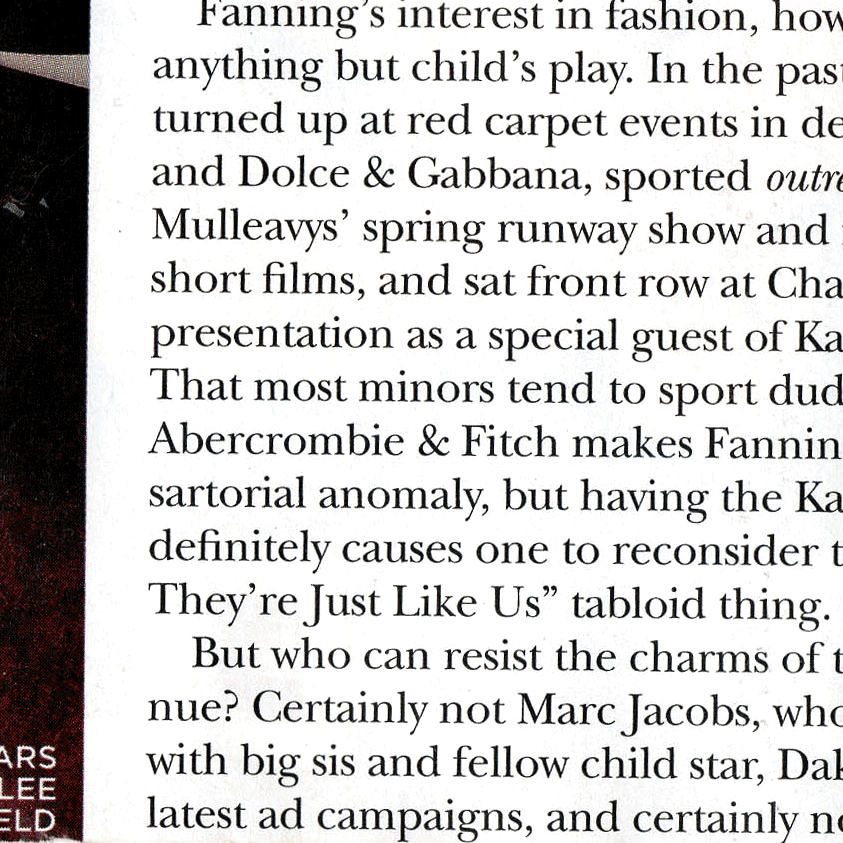 Fanning's interest in fashion, how
anything but child's play. In the past
turned up at red carpet events in de
and Dolce & Gabbana, sported outre
Mulleavys' spring runway show and
short films, and sat front row at Cha
presentation as a special guest of Ka
That most minors tend to sport dud
Abercrombie & Fitch makes Fannin
sartorial anomaly, but having the Ka
definitely causes one to reconsider t
They're Just Like Us" tabloid thing.
But who can resist the charms of t
nue? Certainly not Marc Jacobs, who
with big sis and fellow child star, Dak
latest ad campaigns, and certainly no
ARS
LEE
ELD